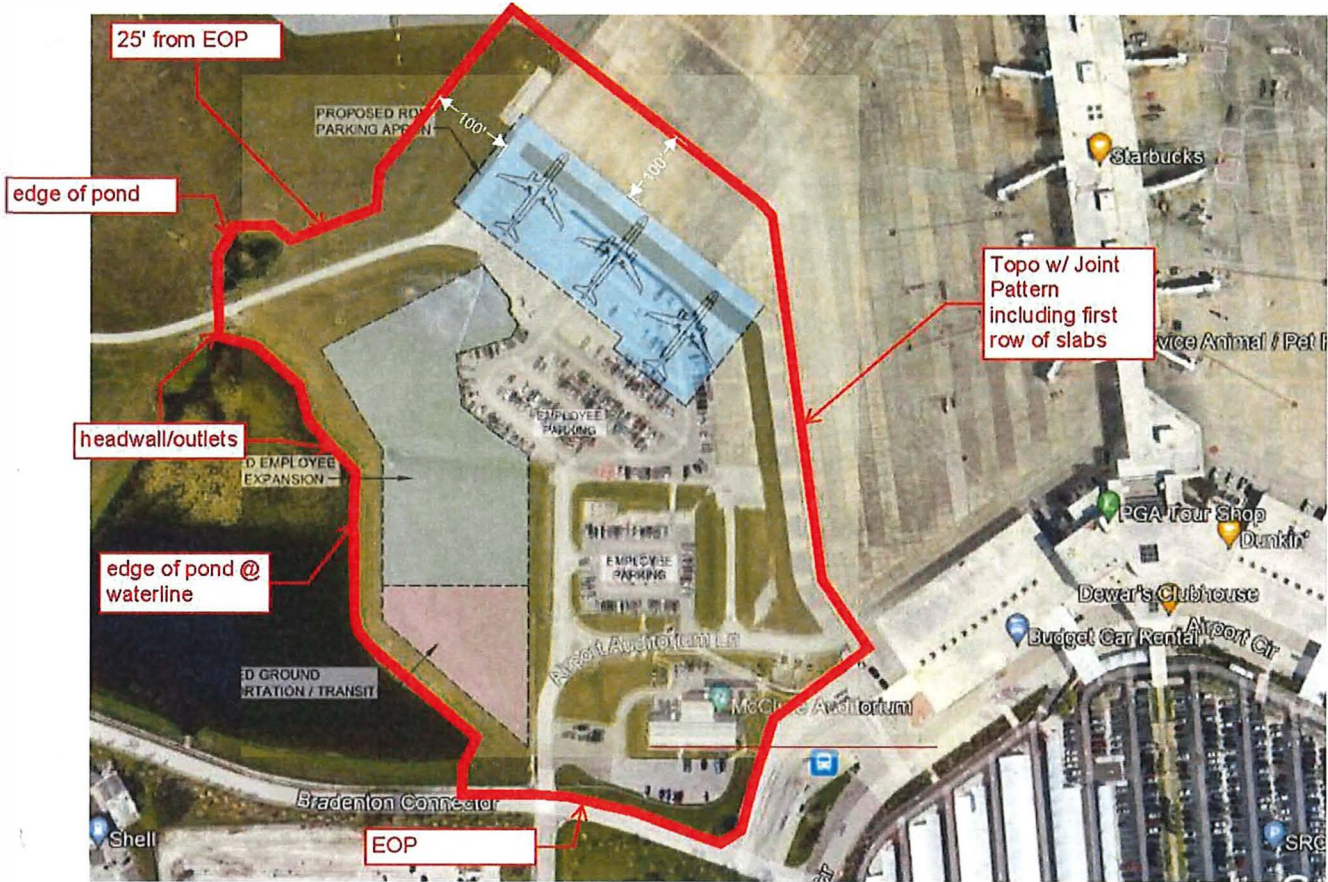 25' from EOP
PROPOSED RON
PARKING APRON
100'
100'
Starbucks
edge of pond
Topo w/ Joint
Pattern
including first
row of slabs
vice Animal / Pet
EMPLOYEE
PARKING
headwall/outlets
ED EMPLOYEE
EXPANSION
PGA Tour Shop
Dunkin'
EMPLOYEE
PARKING
edge of pond @
waterline
Dewar's Clubhouse
Airport Cir
Budget Car Rental
Airport Auditorium Ln
ED GROUND
RTATION / TRANSIT
McClure Auditorium
Bradenton Connector
Shell
EOP
P
SRQ